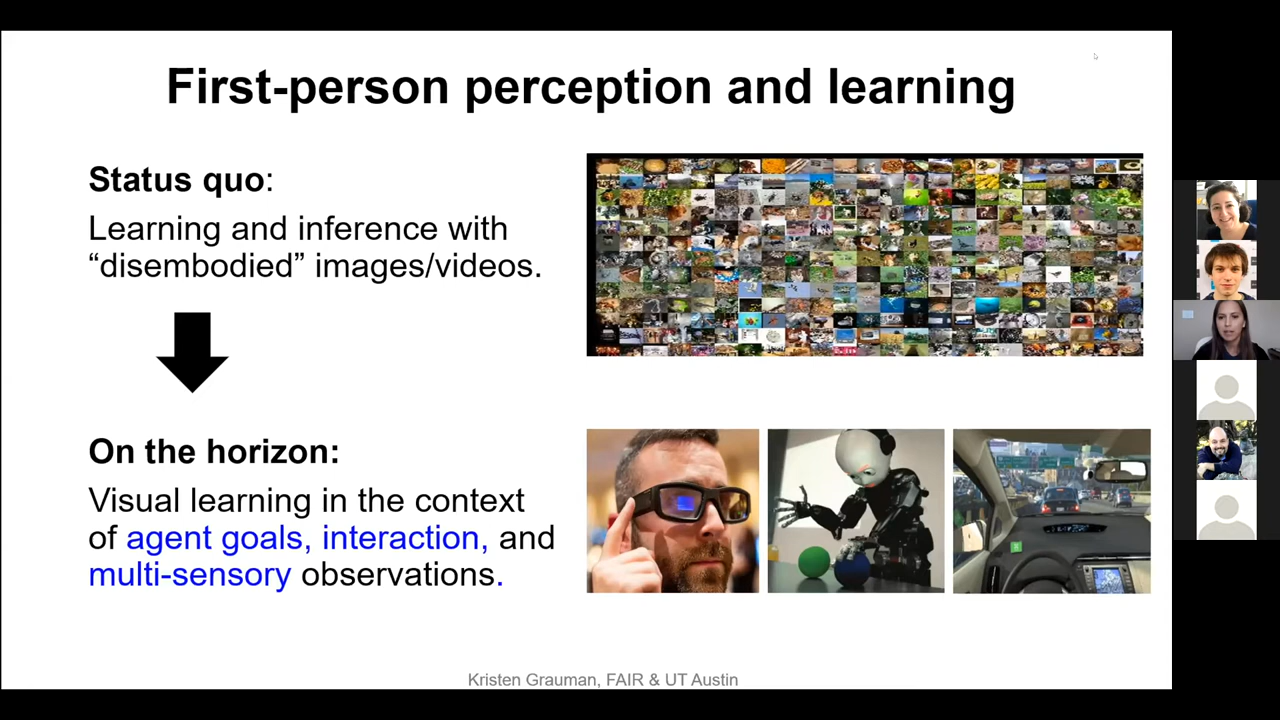 First-person perception and learning
Status quo:
Learning and inference with
“disembodied” images/videos.
On the horizon:
Visual learning in the context
of agent goals, interaction, and
multi-sensory observations.
Kristen Grauman, FAIR & UT Austin